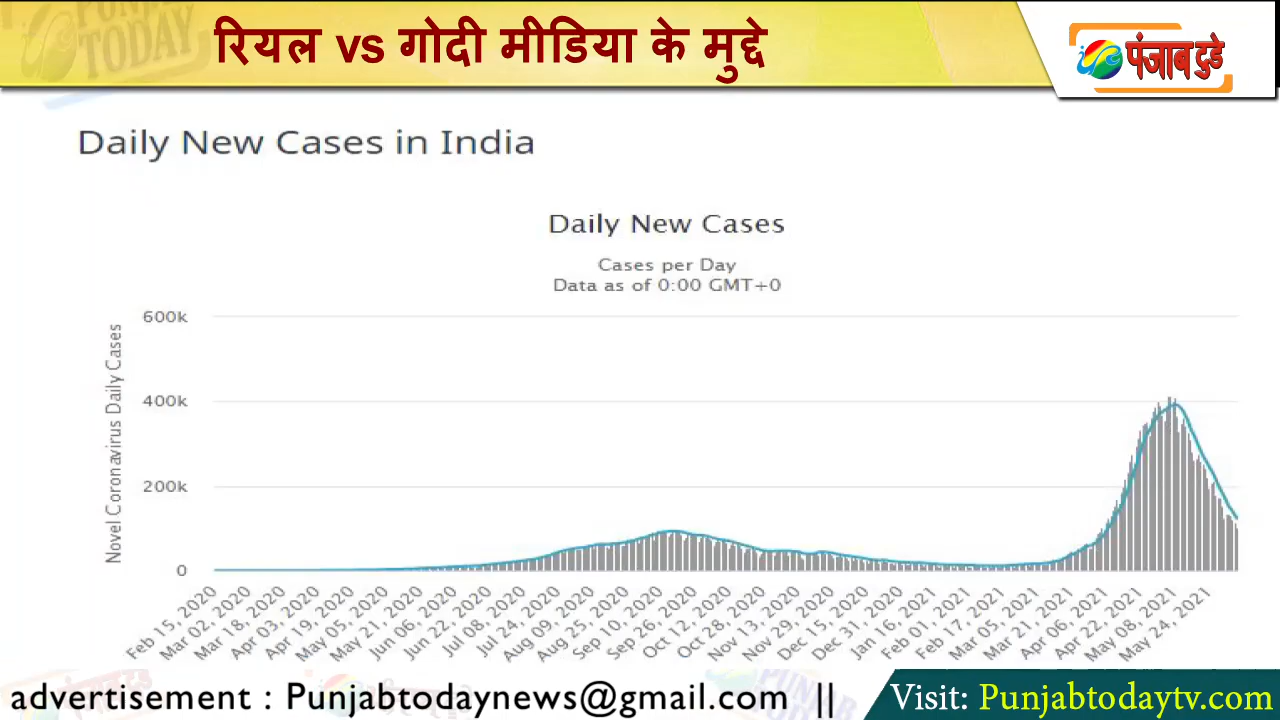 रियल vs गोदी मीडिया के मुद्दे
पंजाब टुडे
Daily New Cases in India
Daily New Cases
Cases per Day
Data as of 0:00 GMT+0
Novel Coronavirus Daily Cases
600k
400k
200k
0
Feb 15, 2020
Mar 02, 2020
Mar 18, 2020
Apr 03, 2020
Apr 19, 2020
May 05, 2020
May 21, 2020
Jun 06, 2020
Jun 22, 2020
Jul 08, 2020
Jul 24, 2020
Aug 09, 2020
Aug 25, 2020
Sep 10, 2020
Sep 26, 2020
Oct 12, 2020
Oct 28, 2020
Nov 13, 2020
Nov 29, 2020
Dec 15, 2020
Dec 31, 2020
Jan 16, 2021
Feb 01, 2021
Feb 17, 2021
Mar 05, 2021
Mar 21, 2021
Apr 06, 2021
Apr 22, 2021
May 08, 2021
May 24, 2021
advertisement : Punjabtodaynews@gmail.com ||
Visit: Punjabtodaytv.com